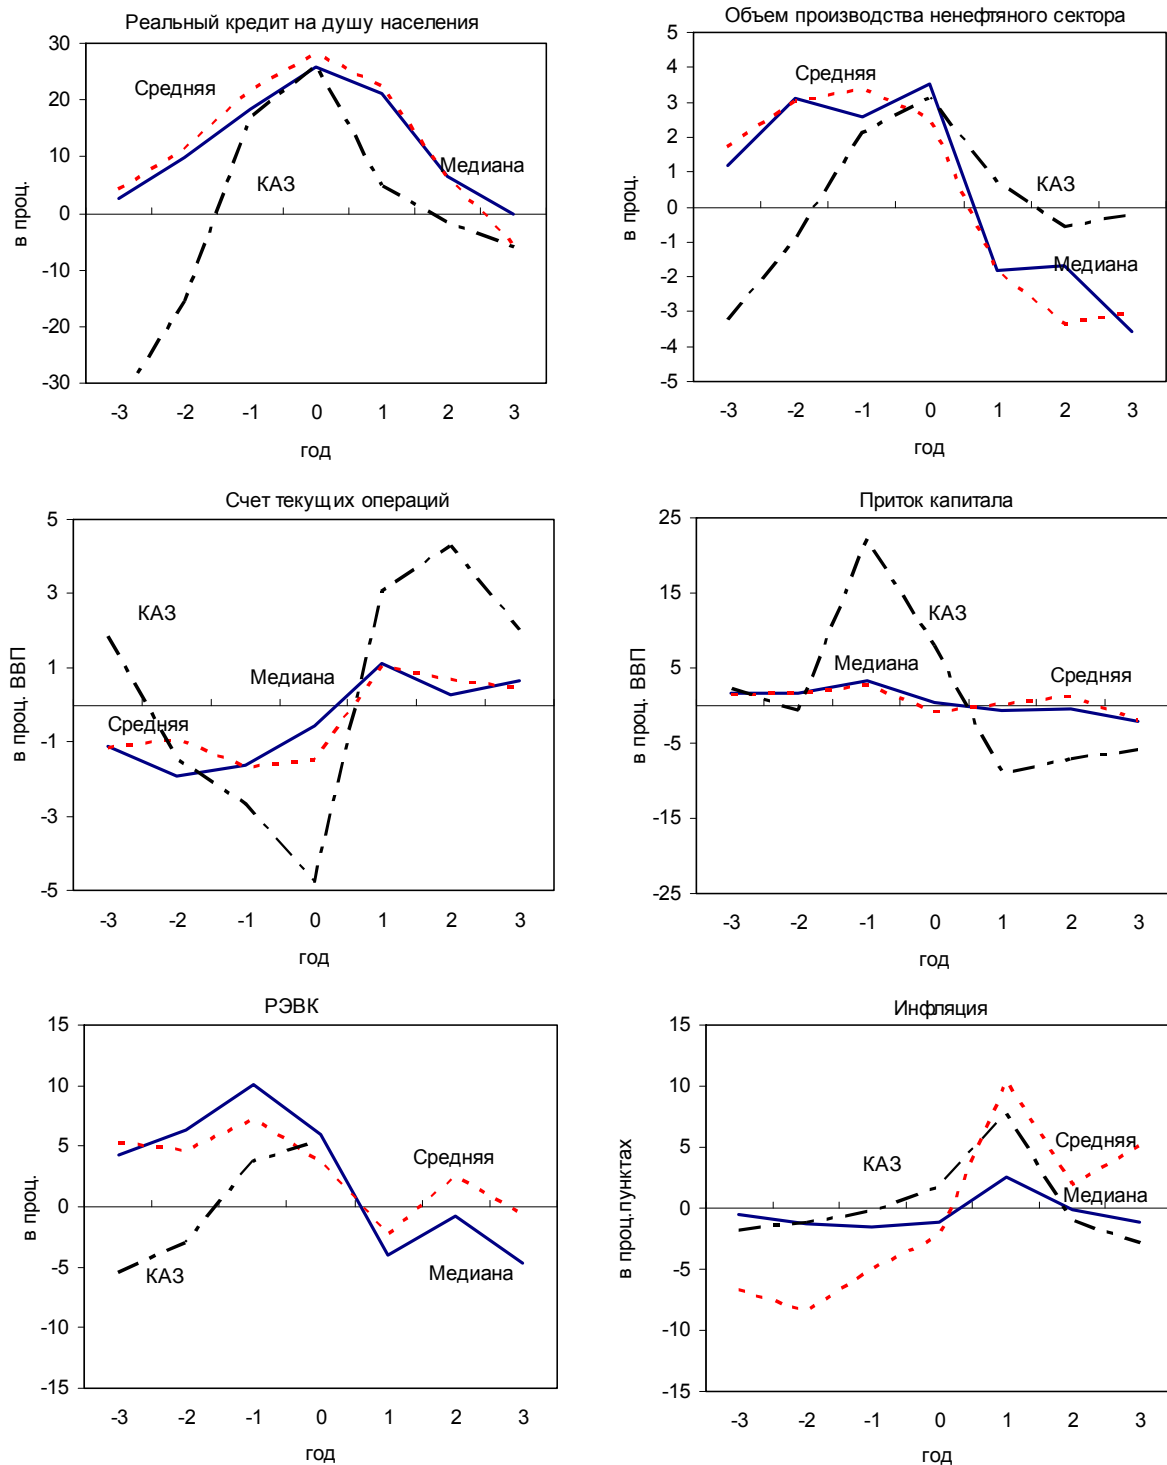 Реальный кредит на душу населения
30
20
10
0
-10
-20
-30
в проц.
Средняя
Медиана
КАЗ
-3 -2 -1 0 1 2 3
год
Объем производства ненефтяного сектора
5
4
3
2
1
0
-1
-2
-3
-4
-5
в проц.
Средняя
КАЗ
Медиана
-3 -2 -1 0 1 2 3
год
Счет текущих операций
5
3
1
-1
-3
-5
в проц. ВВП
КАЗ
Медиана
Средняя
-3 -2 -1 0 1 2 3
год
Приток капитала
25
15
5
-5
-15
-25
в проц. ВВП
КАЗ
Медиана
Средняя
-3 -2 -1 0 1 2 3
год
РЭВК
15
10
5
0
-5
-10
-15
в проц.
Средняя
КАЗ
Медиана
-3 -2 -1 0 1 2 3
год
Инфляция
15
10
5
0
-5
-10
-15
в проц.пунктах
КАЗ
Средняя
Медиана
-3 -2 -1 0 1 2 3
год